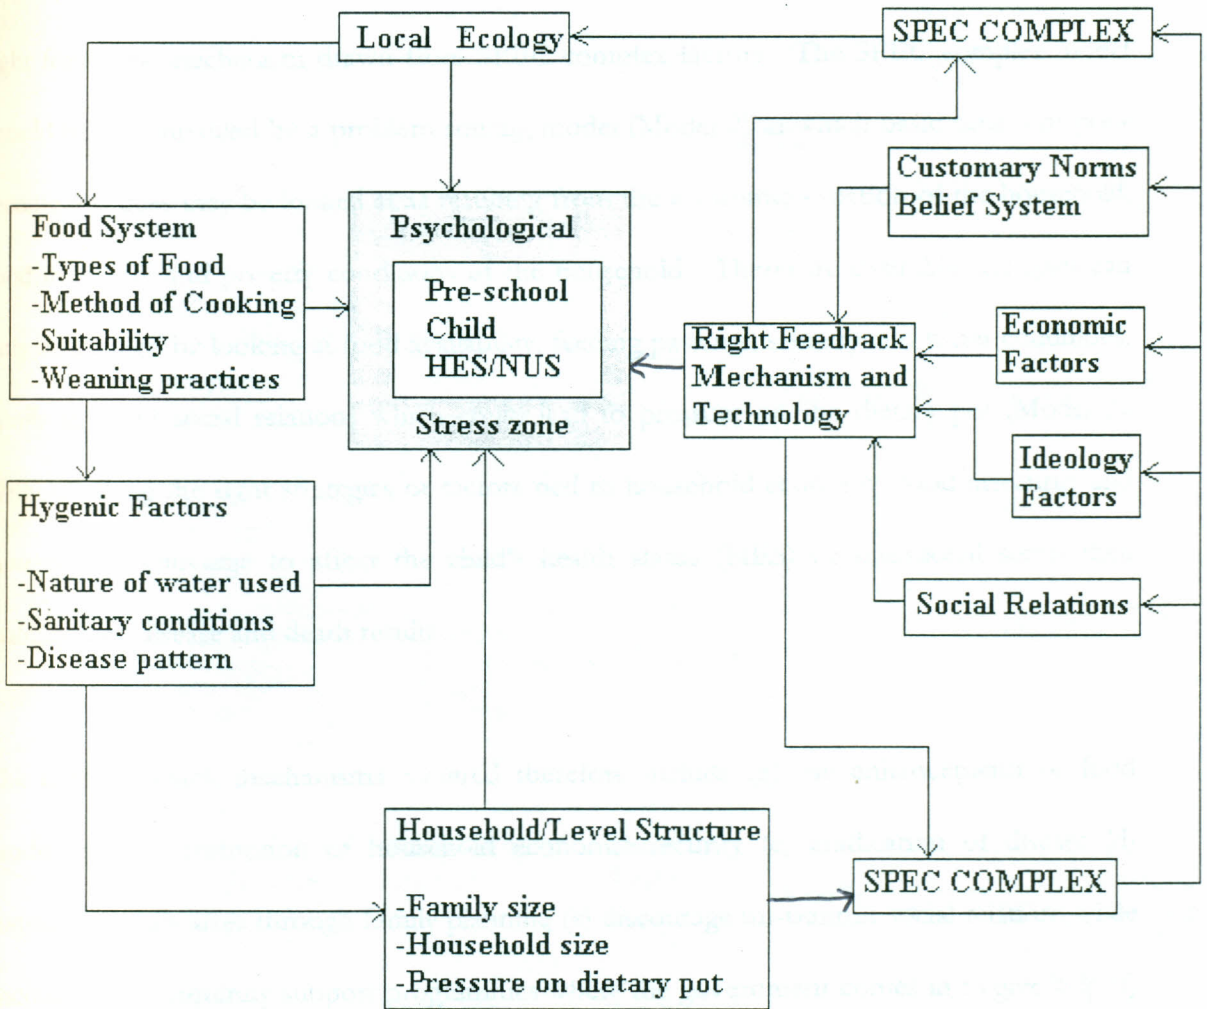 Local Ecology
SPEC COMPLEX
Customary Norms
Belief System
Food System
-Types of Food
-Method of Cooking
-Suitability
-Weaning practices
Psychological
Pre-school
Child
HES/NUS
Stress zone
Right Feedback
Mechanism and
Technology
Economic
Factors
Ideology
Factors
Hygenic Factors
-Nature of water used
-Sanitary conditions
-Disease pattern
Social Relations
Household/Level Structure
-Family size
-Household size
-Pressure on dietary pot
SPEC COMPLEX